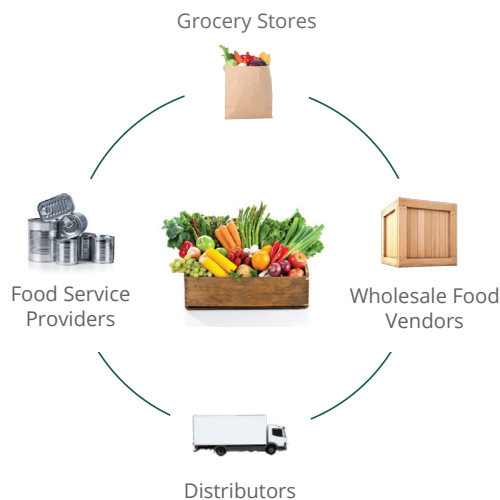 Grocery Stores
Food Service
Providers
Wholesale Food
Vendors
Distributors